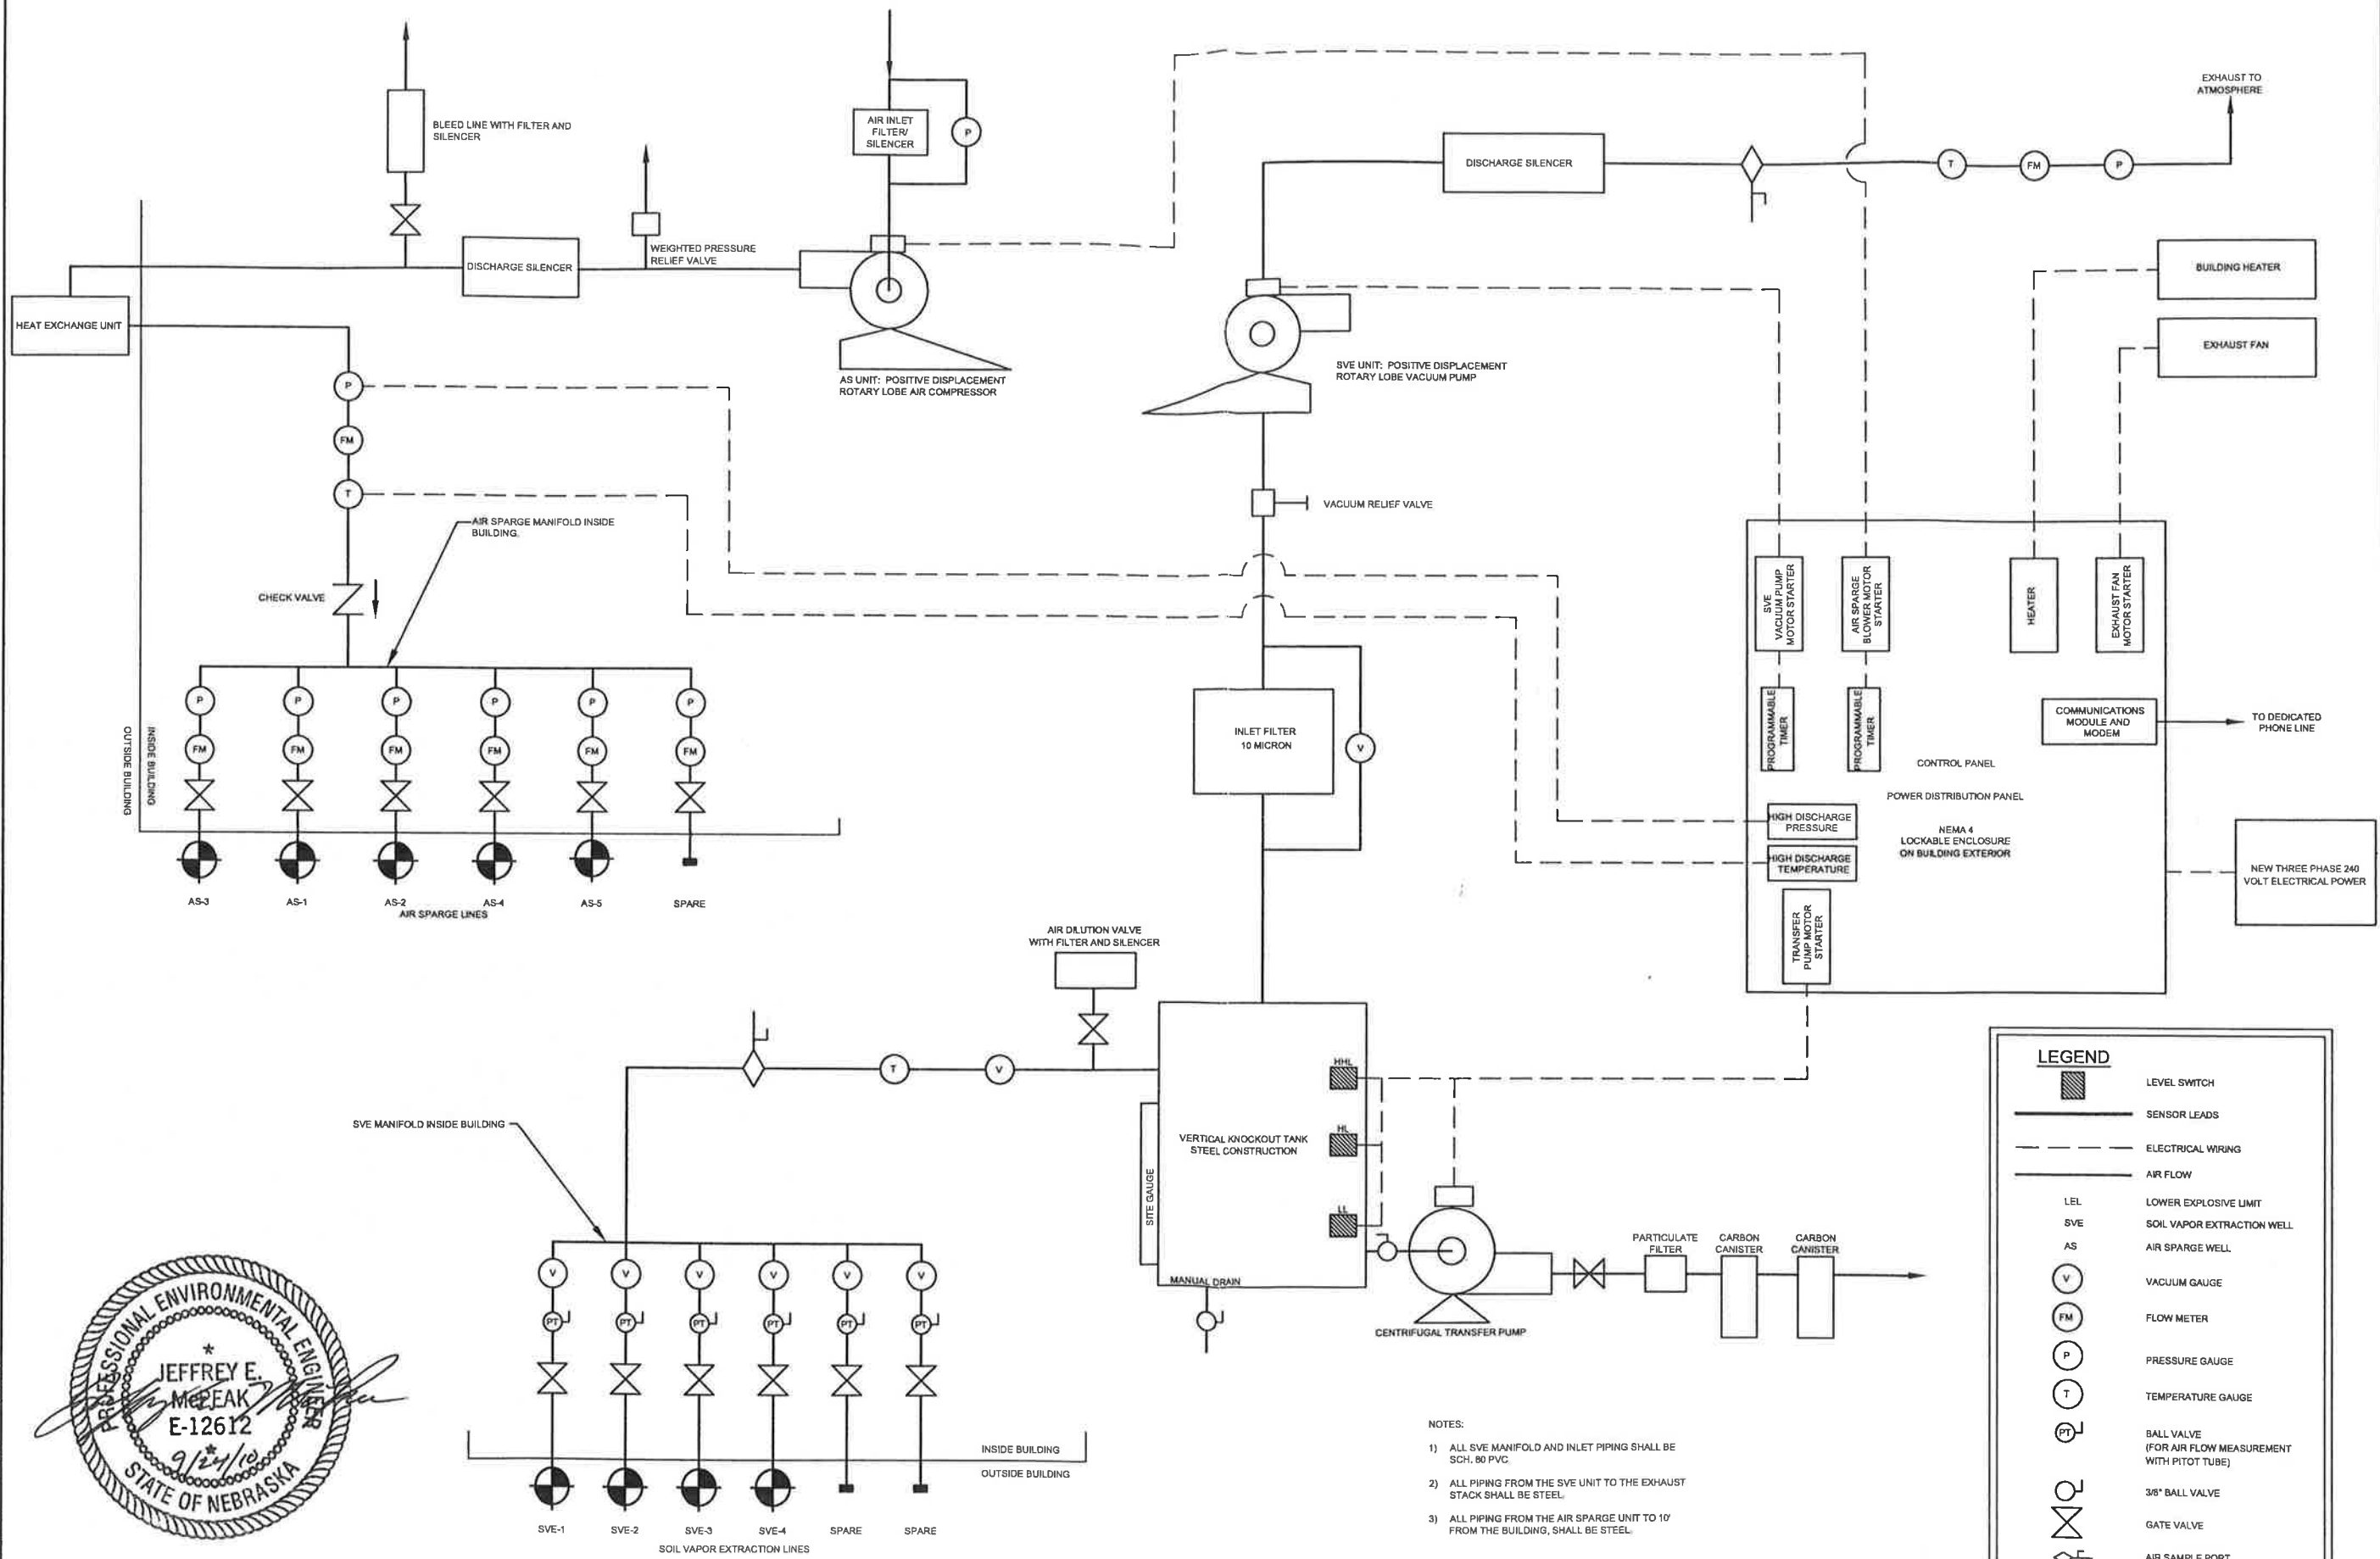 BLEED LINE WITH FILTER AND
SILENCER
AIR INLET
FILTER/
SILENCER
P
EXHAUST TO
ATMOSPHERE
DISCHARGE SILENCER
T
FM
P
WEIGHTED PRESSURE
RELIEF VALVE
DISCHARGE SILENCER
HEAT EXCHANGE UNIT
AS UNIT: POSITIVE DISPLACEMENT
ROTARY LOBE AIR COMPRESSOR
SVE UNIT: POSITIVE DISPLACEMENT
ROTARY LOBE VACUUM PUMP
BUILDING HEATER
EXHAUST FAN
P
FM
T
AIR SPARGE MANIFOLD INSIDE
BUILDING.
CHECK VALVE
VACUUM RELIEF VALVE
P P P P P P
FM FM FM FM FM FM
INSIDE BUILDING
OUTSIDE BUILDING
AS-3 AS-1 AS-2 AS-4 AS-5 SPARE
AIR SPARGE LINES
INLET FILTER
10 MICRON
V
SVE
VACUUM PUMP
MOTOR STARTER
AIR SPARGE
BLOWER MOTOR
STARTER
HEATER
EXHAUST FAN
MOTOR STARTER
PROGRAMMABLE
TIMER
PROGRAMMABLE
TIMER
COMMUNICATIONS
MODULE AND
MODEM
TO DEDICATED
PHONE LINE
CONTROL PANEL
POWER DISTRIBUTION PANEL
NEMA 4
LOCKABLE ENCLOSURE
ON BUILDING EXTERIOR
HIGH DISCHARGE
PRESSURE
HIGH DISCHARGE
TEMPERATURE
TRANSFER
PUMP MOTOR
STARTER
NEW THREE PHASE 240
VOLT ELECTRICAL POWER
AIR DILUTION VALVE
WITH FILTER AND SILENCER
T
V
SVE MANIFOLD INSIDE BUILDING
SITE GAUGE
VERTICAL KNOCKOUT TANK
STEEL CONSTRUCTION
HHL
HL
LL
MANUAL DRAIN
CENTRIFUGAL TRANSFER PUMP
PARTICULATE
FILTER
CARBON
CANISTER
CARBON
CANISTER
V V V V V V
PT PT PT PT PT PT
INSIDE BUILDING
OUTSIDE BUILDING
SVE-1 SVE-2 SVE-3 SVE-4 SPARE SPARE
SOIL VAPOR EXTRACTION LINES
PROFESSIONAL ENVIRONMENTAL ENGINEER
JEFFREY E.
McPEAK
E-12612
9/24/10
STATE OF NEBRASKA
NOTES:
1) ALL SVE MANIFOLD AND INLET PIPING SHALL BE
SCH. 80 PVC.
2) ALL PIPING FROM THE SVE UNIT TO THE EXHAUST
STACK SHALL BE STEEL.
3) ALL PIPING FROM THE AIR SPARGE UNIT TO 10'
FROM THE BUILDING, SHALL BE STEEL.
LEGEND
LEVEL SWITCH
SENSOR LEADS
ELECTRICAL WIRING
AIR FLOW
LEL LOWER EXPLOSIVE LIMIT
SVE SOIL VAPOR EXTRACTION WELL
AS AIR SPARGE WELL
V VACUUM GAUGE
FM FLOW METER
P PRESSURE GAUGE
T TEMPERATURE GAUGE
PT BALL VALVE
(FOR AIR FLOW MEASUREMENT
WITH PITOT TUBE)
3/8" BALL VALVE
GATE VALVE
AIR SAMPLE PORT